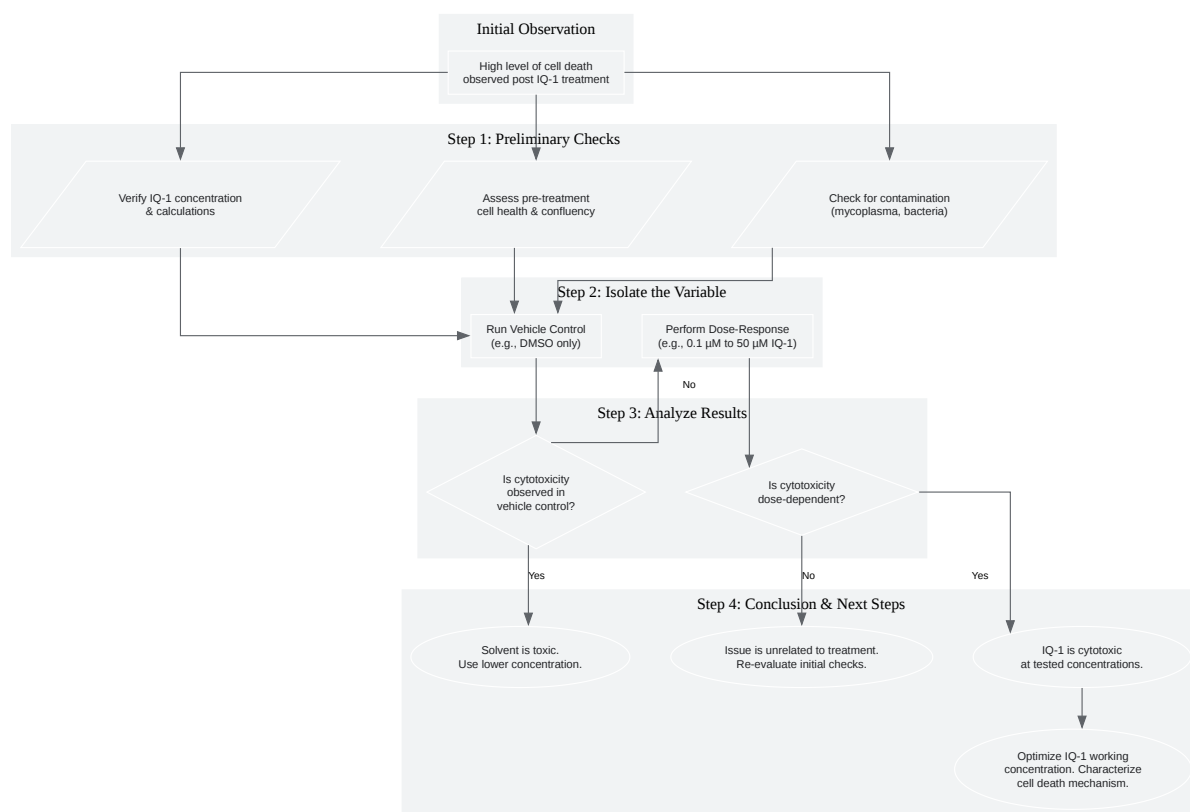 Initial Observation
High level of cell death
observed post IQ-1 treatment
Step 1: Preliminary Checks
Verify IQ-1 concentration
& calculations
Assess pre-treatment
cell health & confluency
Check for contamination
(mycoplasma, bacteria)
Step 2: Isolate the Variable
Run Vehicle Control
(e.g., DMSO only)
Perform Dose-Response
(e.g., 0.1 µM to 50 µM IQ-1)
No
Step 3: Analyze Results
Is cytotoxicity
observed in
vehicle control?
Is cytotoxicity
dose-dependent?
Yes
No
Yes
Step 4: Conclusion & Next Steps
Solvent is toxic.
Use lower concentration.
Issue is unrelated to treatment.
Re-evaluate initial checks.
IQ-1 is cytotoxic
at tested concentrations.
Optimize IQ-1 working
concentration. Characterize
cell death mechanism.